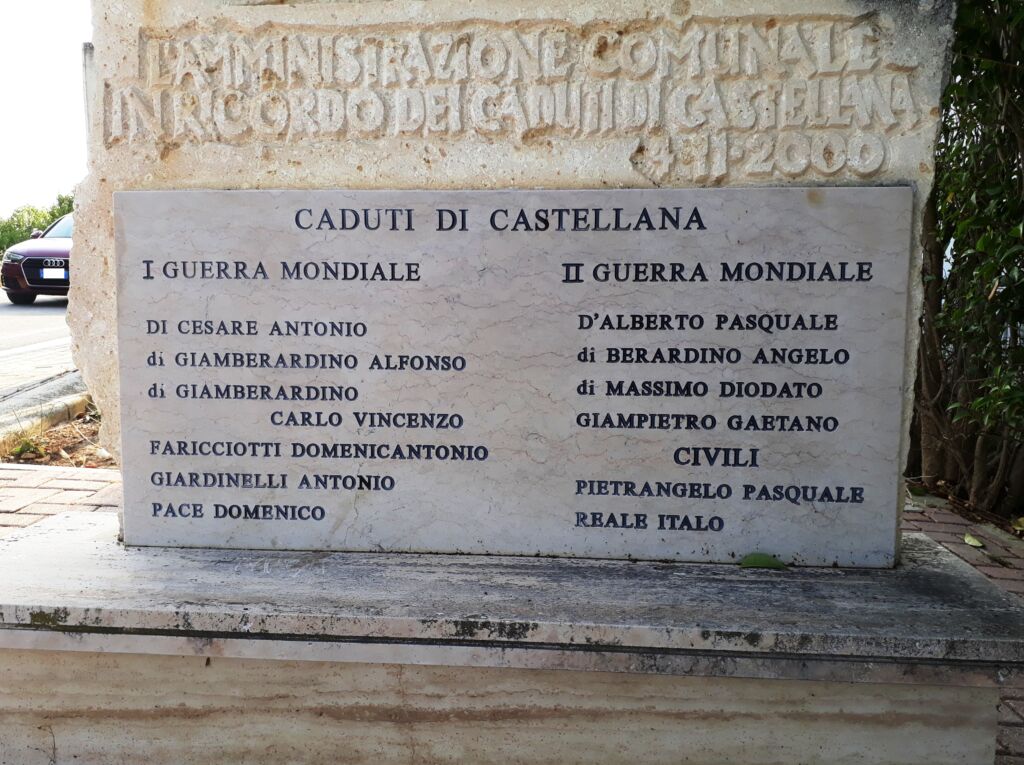 L'AMMINISTRAZIONE COMUNALE
IN RICORDO DEI CADUTI DI CASTELLANA
4·11·2000
CADUTI DI CASTELLANA
I GUERRA MONDIALE
DI CESARE ANTONIO
di GIAMBERARDINO ALFONSO
di GIAMBERARDINO
CARLO VINCENZO
FARICCIOTTI DOMENICANTONIO
GIARDINELLI ANTONIO
PACE DOMENICO
II GUERRA MONDIALE
D'ALBERTO PASQUALE
di BERARDINO ANGELO
di MASSIMO DIODATO
GIAMPIETRO GAETANO
CIVILI
PIETRANGELO PASQUALE
REALE ITALO